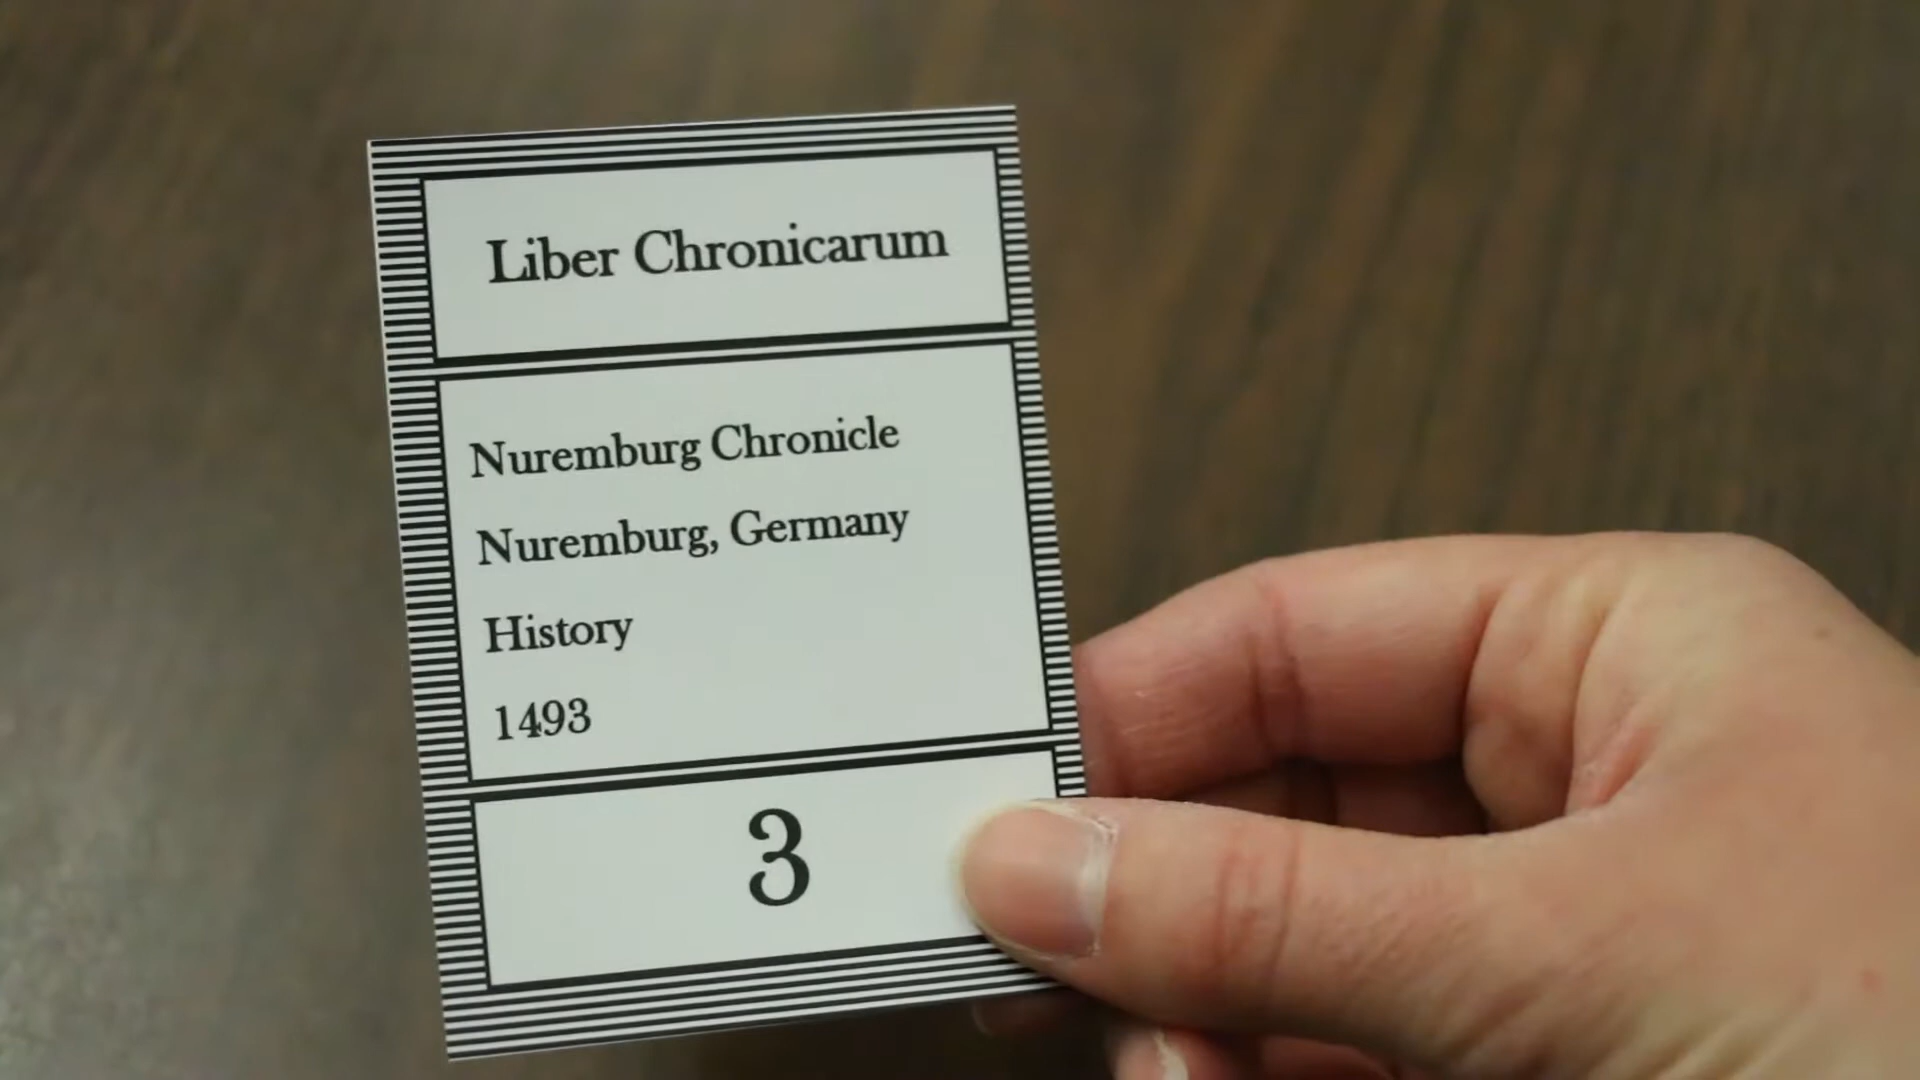 Liber Chronicarum
Nuremburg Chronicle
Nuremburg, Germany
History
1493
3